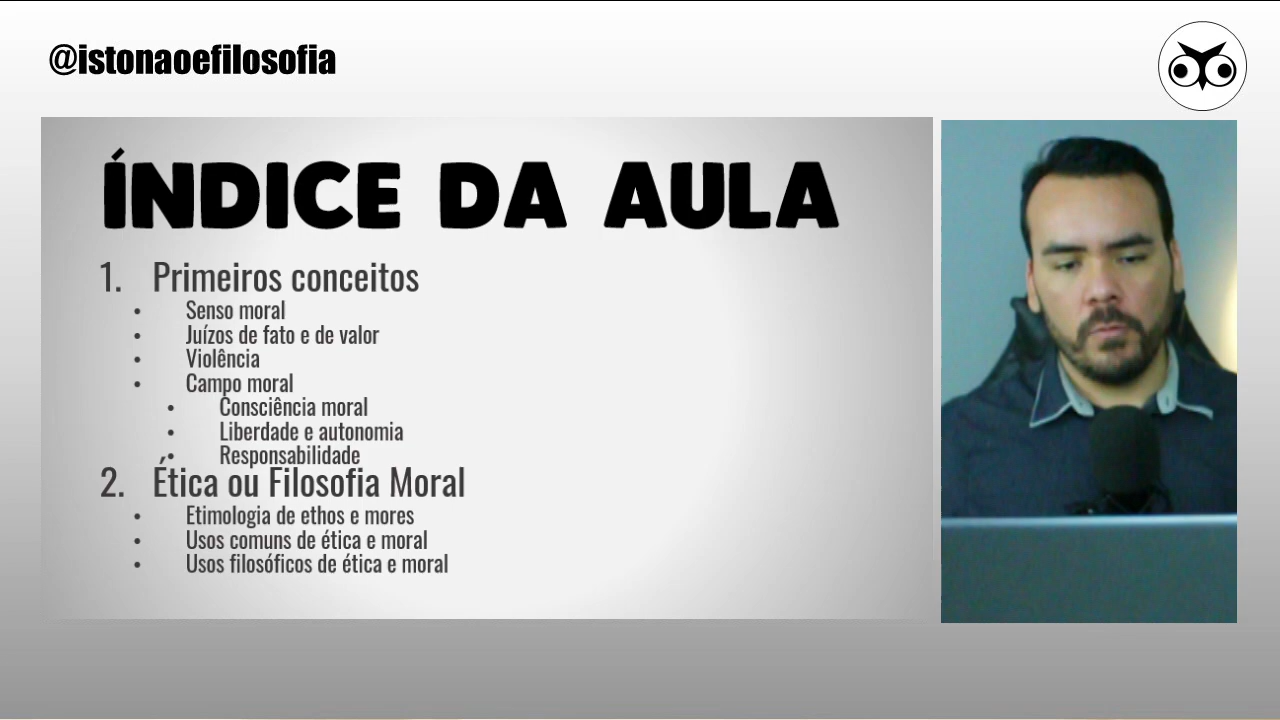 @istonaoefilosofia
ÍNDICE DA AULA
1. Primeiros conceitos
• Senso moral
• Juízos de fato e de valor
• Violência
• Campo moral
• Consciência moral
• Liberdade e autonomia
• Responsabilidade
2. Ética ou Filosofia Moral
• Etimologia de ethos e mores
• Usos comuns de ética e moral
• Usos filosóficos de ética e moral